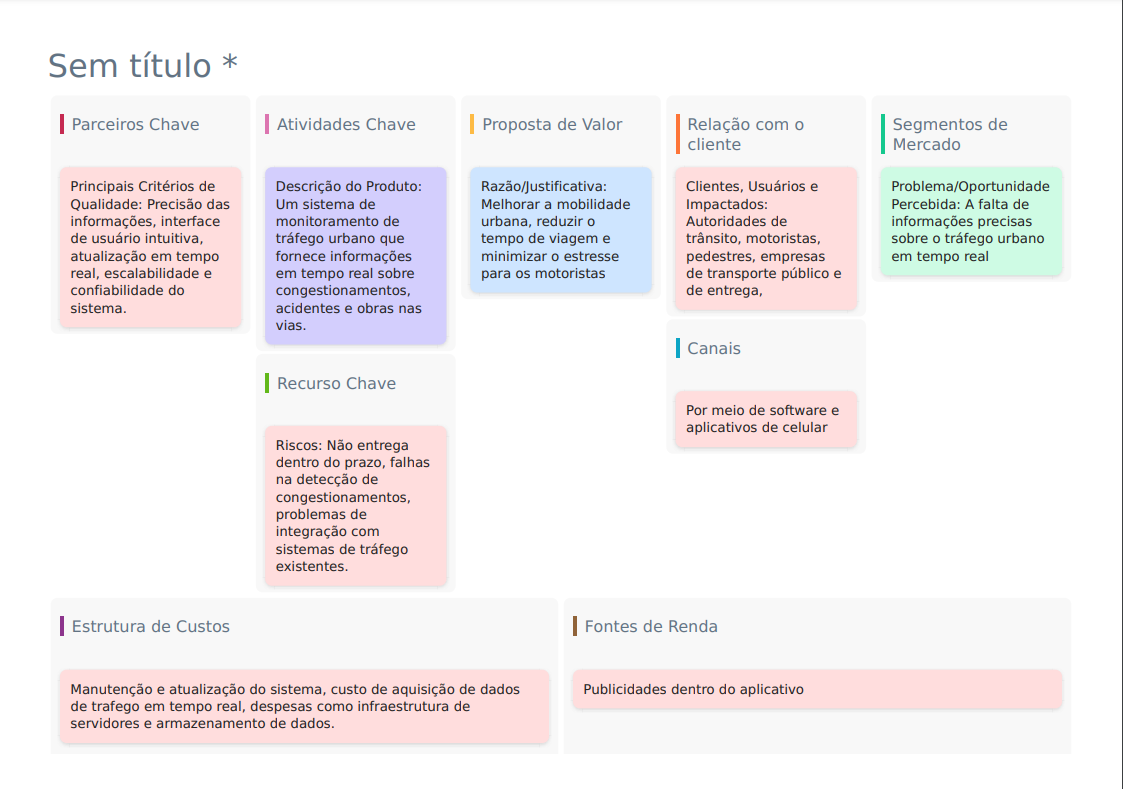 Sem título *
Parceiros Chave
Principais Critérios de
Qualidade: Precisão das
informações, interface
de usuário intuitiva,
atualização em tempo
real, escalabilidade e
confiabilidade do
sistema.
Atividades Chave
Descrição do Produto:
Um sistema de
monitoramento de
tráfego urbano que
fornece informações
em tempo real sobre
congestionamentos,
acidentes e obras nas
vias.
Recurso Chave
Riscos: Não entrega
dentro do prazo, falhas
na detecção de
congestionamentos,
problemas de
integração com
sistemas de tráfego
existentes.
Proposta de Valor
Razão/Justificativa:
Melhorar a mobilidade
urbana, reduzir o
tempo de viagem e
minimizar o estresse
para os motoristas
Relação com o
cliente
Clientes, Usuários e
Impactados:
Autoridades de
trânsito, motoristas,
pedestres, empresas
de transporte público e
de entrega,
Canais
Por meio de software e
aplicativos de celular
Segmentos de
Mercado
Problema/Oportunidade
Percebida: A falta de
informações precisas
sobre o tráfego urbano
em tempo real
Estrutura de Custos
Manutenção e atualização do sistema, custo de aquisição de dados
de trafego em tempo real, despesas como infraestrutura de
servidores e armazenamento de dados.
Fontes de Renda
Publicidades dentro do aplicativo